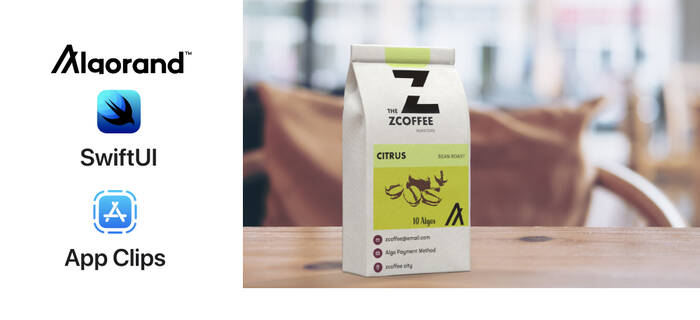 Algorand™
SwiftUI
App Clips
Z
THE
ZCOFFEE
ROASTERS
CITRUS
BEAN ROAST
10 Algos
zcoffee@email.com
Algo Payment Method
zcoffee city